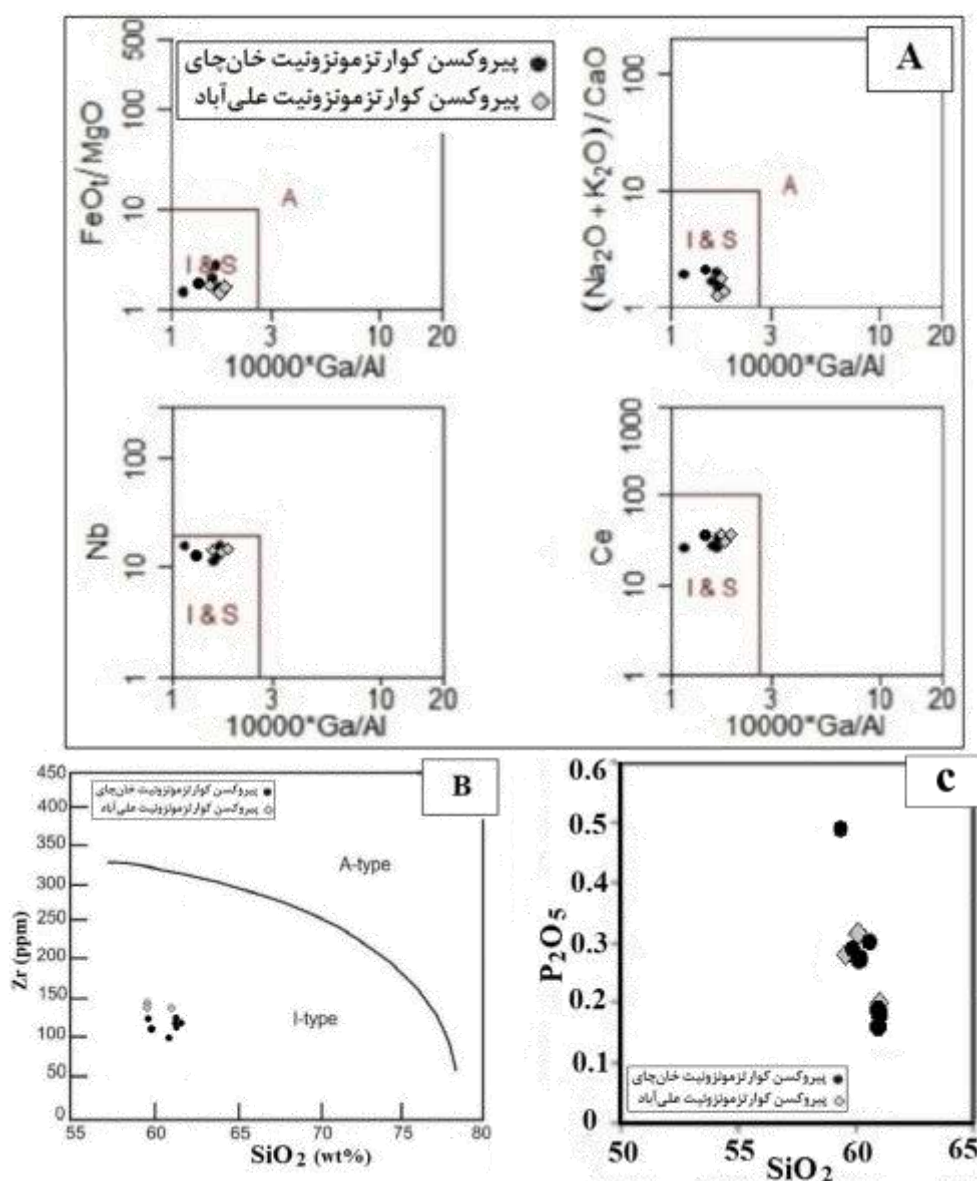 A
پیروکسن کوارتزمونزونیت خان‌چای
پیروکسن کوارتزمونزونیت علی‌آباد
FeOt/MgO
500
100
10
1
A
I & S
1 3 10 20
10000*Ga/Al
(Na₂O + K₂O) / CaO
100
10
1
A
I & S
1 3 10 20
10000*Ga/Al
Nb
100
10
1
I & S
1 3 10 20
10000*Ga/Al
Ce
1000
100
10
1
I & S
1 3 10 20
10000*Ga/Al
B
پیروکسن کوارتزمونزونیت خان‌چای
پیروکسن کوارتزمونزونیت علی‌آباد
Zr (ppm)
450
400
350
300
250
200
150
100
50
0
A-type
I-type
55 60 65 70 75 80
SiO₂ (wt%)
c
P₂O₅
0.6
0.5
0.4
0.3
0.2
0.1
0
پیروکسن کوارتزمونزونیت خان‌چای
پیروکسن کوارتزمونزونیت علی‌آباد
50 55 60 65
SiO₂